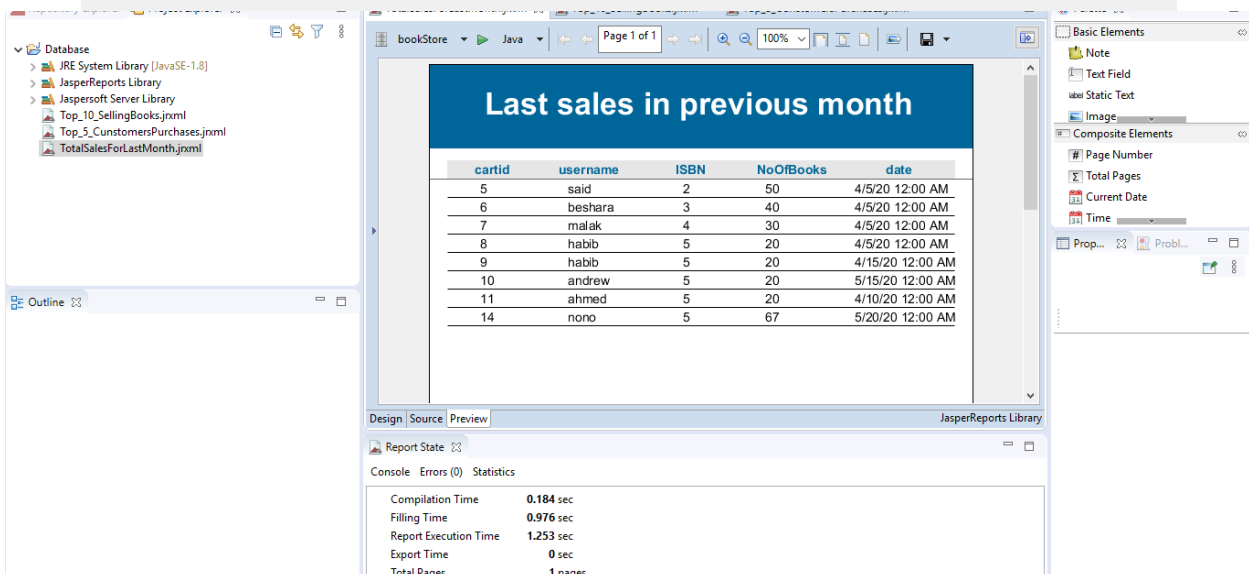 Database
JRE System Library [JavaSE-1.8]
JasperReports Library
Jaspersoft Server Library
Top_10_SellingBooks.jrxml
Top_5_CunstomersPurchases.jrxml
TotalSalesForLastMonth.jrxml
Outline
bookStore Java Page 1 of 1 100%
Last sales in previous month
cartid username ISBN NoOfBooks date
5 said 2 50 4/5/20 12:00 AM
6 beshara 3 40 4/5/20 12:00 AM
7 malak 4 30 4/5/20 12:00 AM
8 habib 5 20 4/5/20 12:00 AM
9 habib 5 20 4/15/20 12:00 AM
10 andrew 5 20 5/15/20 12:00 AM
11 ahmed 5 20 4/10/20 12:00 AM
14 nono 5 67 5/20/20 12:00 AM
Design Source Preview JasperReports Library
Report State
Console Errors (0) Statistics
Compilation Time 0.184 sec
Filling Time 0.976 sec
Report Execution Time 1.253 sec
Export Time 0 sec
Total Pages 1 pages
Basic Elements
Note
Text Field
label Static Text
Image
Composite Elements
# Page Number
Σ Total Pages
31 Current Date
31 Time
Prop... Probl...